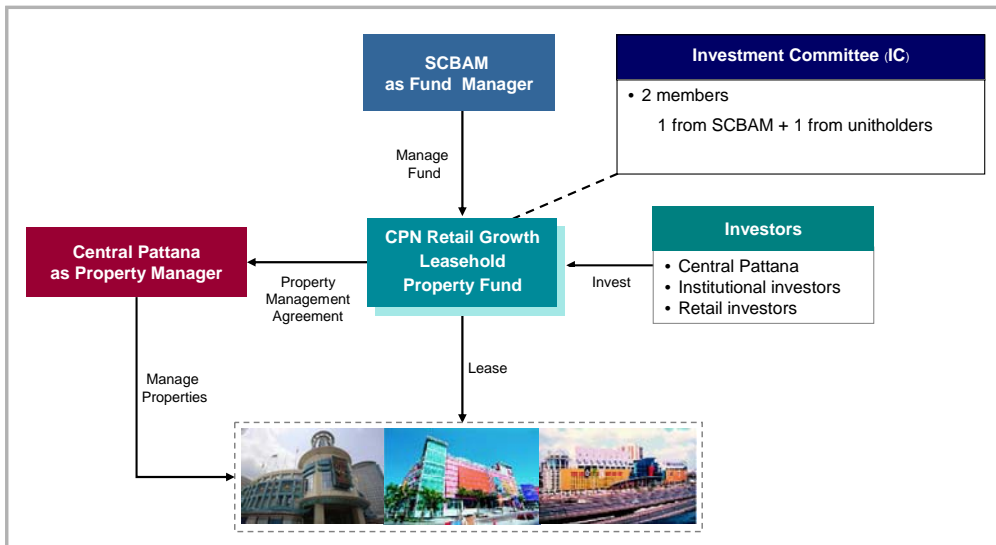 SCBAM
as Fund Manager
Investment Committee (IC)
• 2 members
1 from SCBAM + 1 from unitholders
Manage
Fund
CPN Retail Growth
Leasehold
Property Fund
Central Pattana
as Property Manager
Property
Management
Agreement
Invest
Investors
• Central Pattana
• Institutional investors
• Retail investors
Manage
Properties
Lease